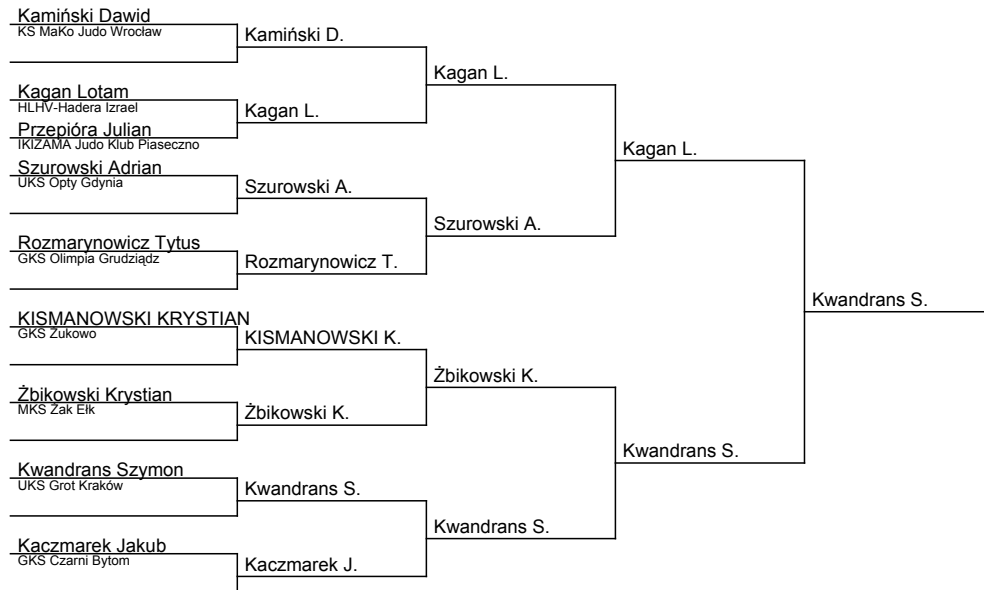 Kamiński Dawid
KS MaKo Judo Wrocław
Kamiński D.
Kagan L.
Kagan Lotam
HLHV-Hadera Izrael
Kagan L.
Przepióra Julian
IKIZAMA Judo Klub Piaseczno
Kagan L.
Szurowski Adrian
UKS Opty Gdynia
Szurowski A.
Szurowski A.
Rozmarynowicz Tytus
GKS Olimpia Grudziądz
Rozmarynowicz T.
Kwandrans S.
KISMANOWSKI KRYSTIAN
GKS Żukowo
KISMANOWSKI K.
Żbikowski K.
Żbikowski Krystian
MKS Żak Ełk
Żbikowski K.
Kwandrans S.
Kwandrans Szymon
UKS Grot Kraków
Kwandrans S.
Kwandrans S.
Kaczmarek Jakub
GKS Czarni Bytom
Kaczmarek J.